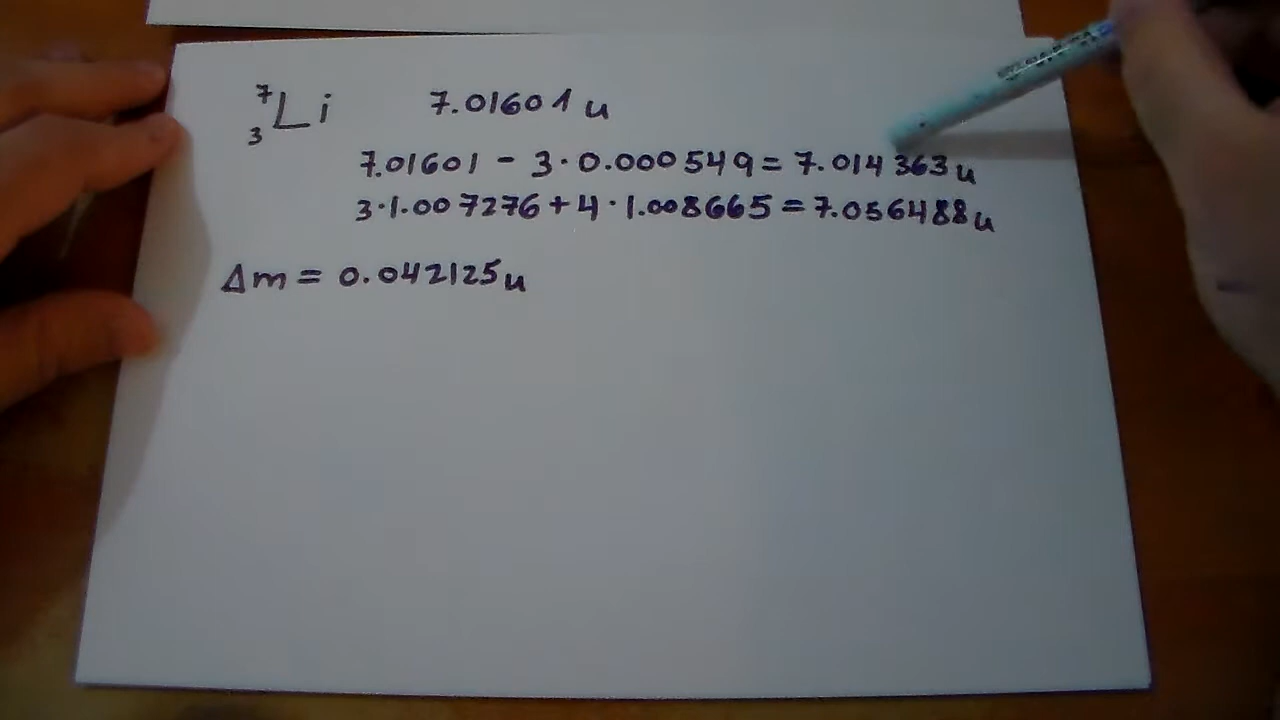 ⁷₃Li 7.01601 u
7.01601 - 3·0.000549 = 7.014363 u
3·1.007276 + 4·1.008665 = 7.056488 u
Δm = 0.042125 u